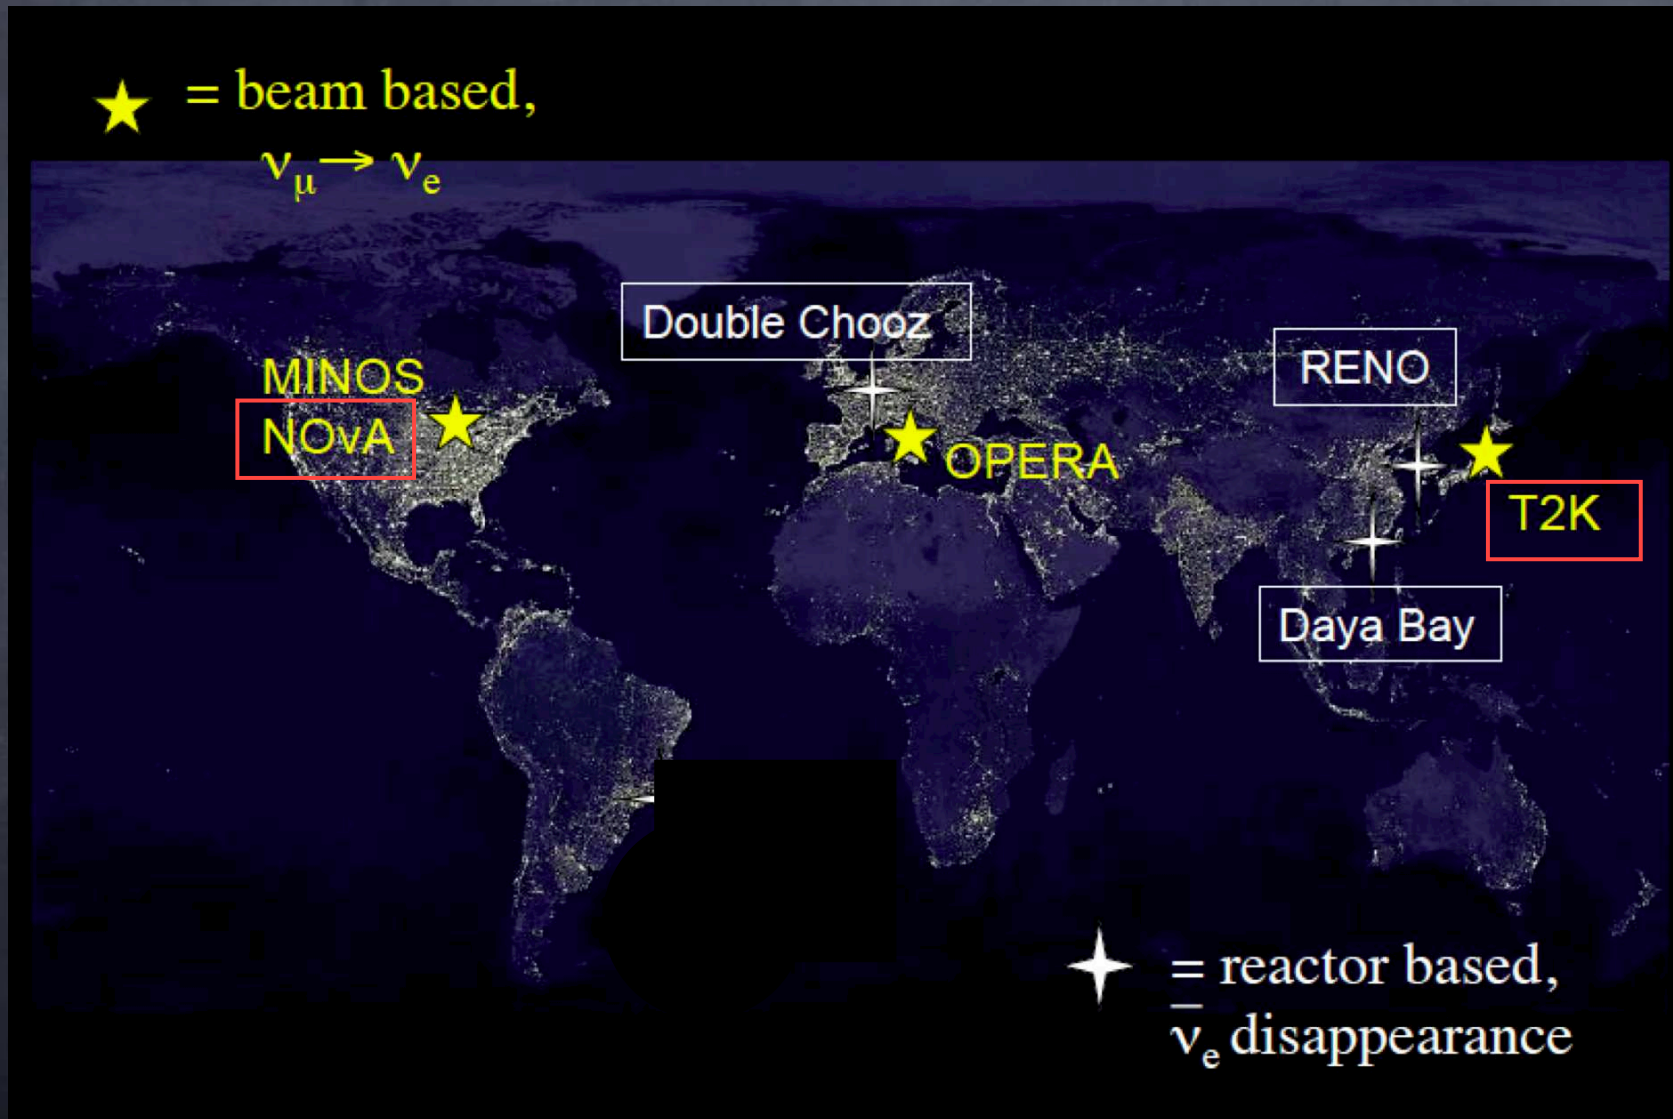 = beam based,
νμ → νe
Double Chooz
RENO
MINOS
NOνA
OPERA
T2K
Daya Bay
= reactor based,
ν̅e disappearance